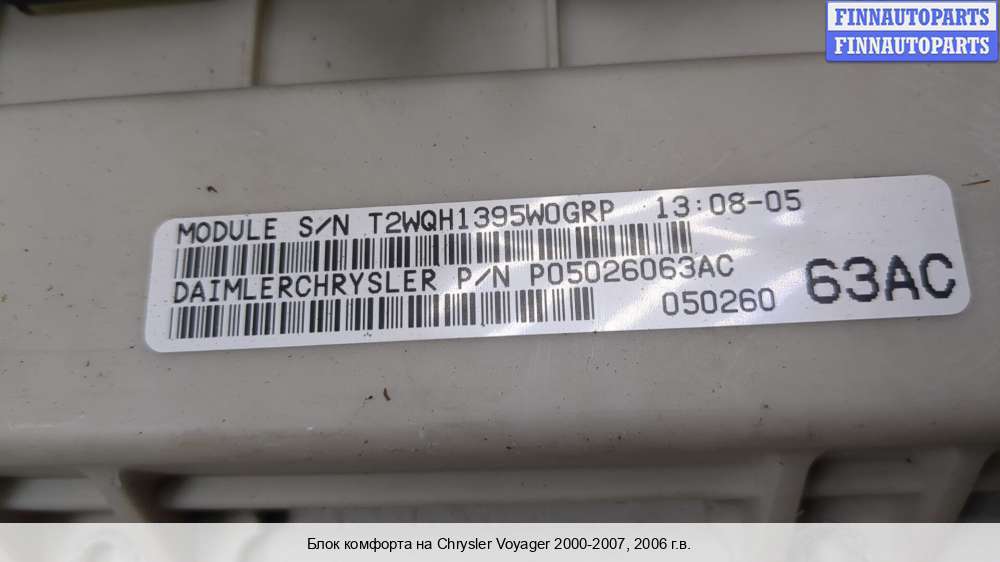 FINNAUTOPARTS
FINNAUTOPARTS
MODULE S/N T2WQH1395W0GRP 13:08-05
DAIMLERCHRYSLER P/N P05026063AC
050260 63AC
Блок комфорта на Chrysler Voyager 2000-2007, 2006 г.в.